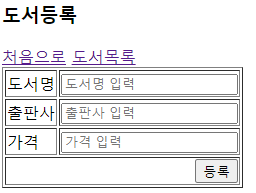 도서등록
처음으로 도서목록
도서명 도서명 입력
출판사 출판사 입력
가격 가격 입력
등록